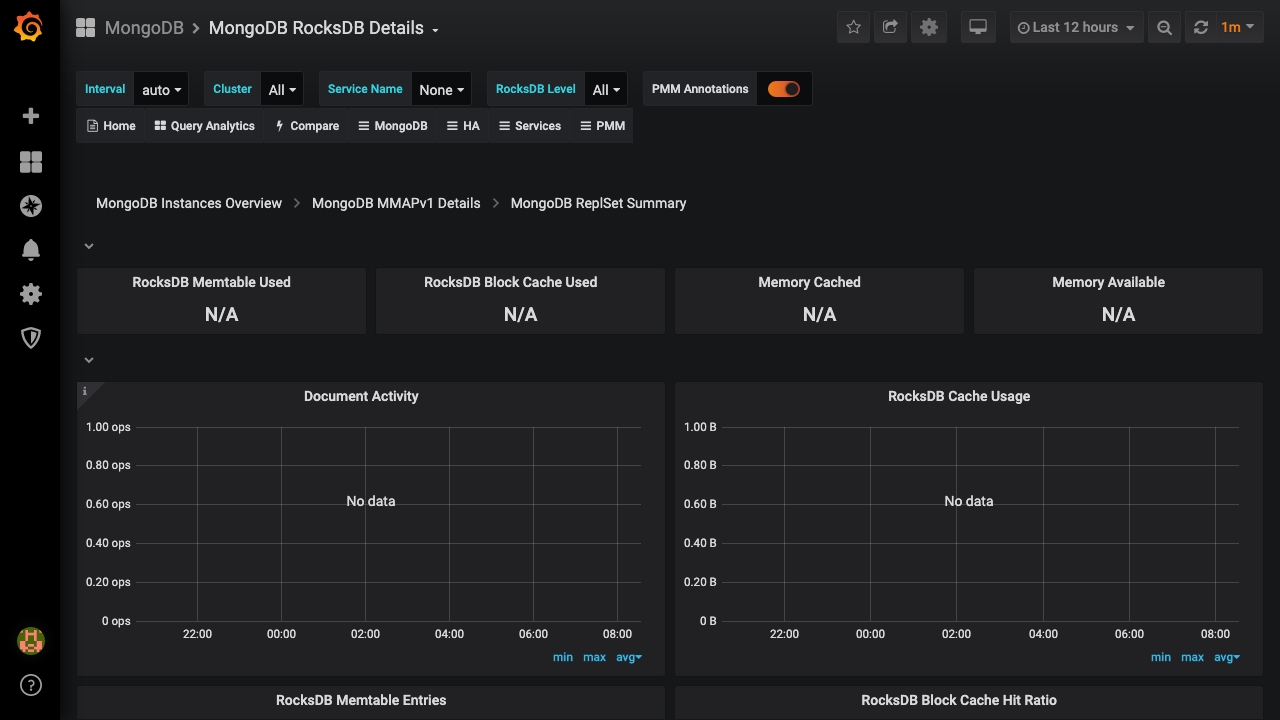 MongoDB > MongoDB RocksDB Details
Last 12 hours
1m
Interval auto Cluster All Service Name None RocksDB Level All PMM Annotations
Home Query Analytics Compare MongoDB HA Services PMM
MongoDB Instances Overview > MongoDB MMAPv1 Details > MongoDB ReplSet Summary
RocksDB Memtable Used
N/A
RocksDB Block Cache Used
N/A
Memory Cached
N/A
Memory Available
N/A
i
Document Activity
1.00 ops
0.80 ops
0.60 ops
0.40 ops
0.20 ops
0 ops
No data
22:00 00:00 02:00 04:00 06:00 08:00
min max avg
RocksDB Cache Usage
1.00 B
0.80 B
0.60 B
0.40 B
0.20 B
0 B
No data
22:00 00:00 02:00 04:00 06:00 08:00
min max avg
RocksDB Memtable Entries
RocksDB Block Cache Hit Ratio